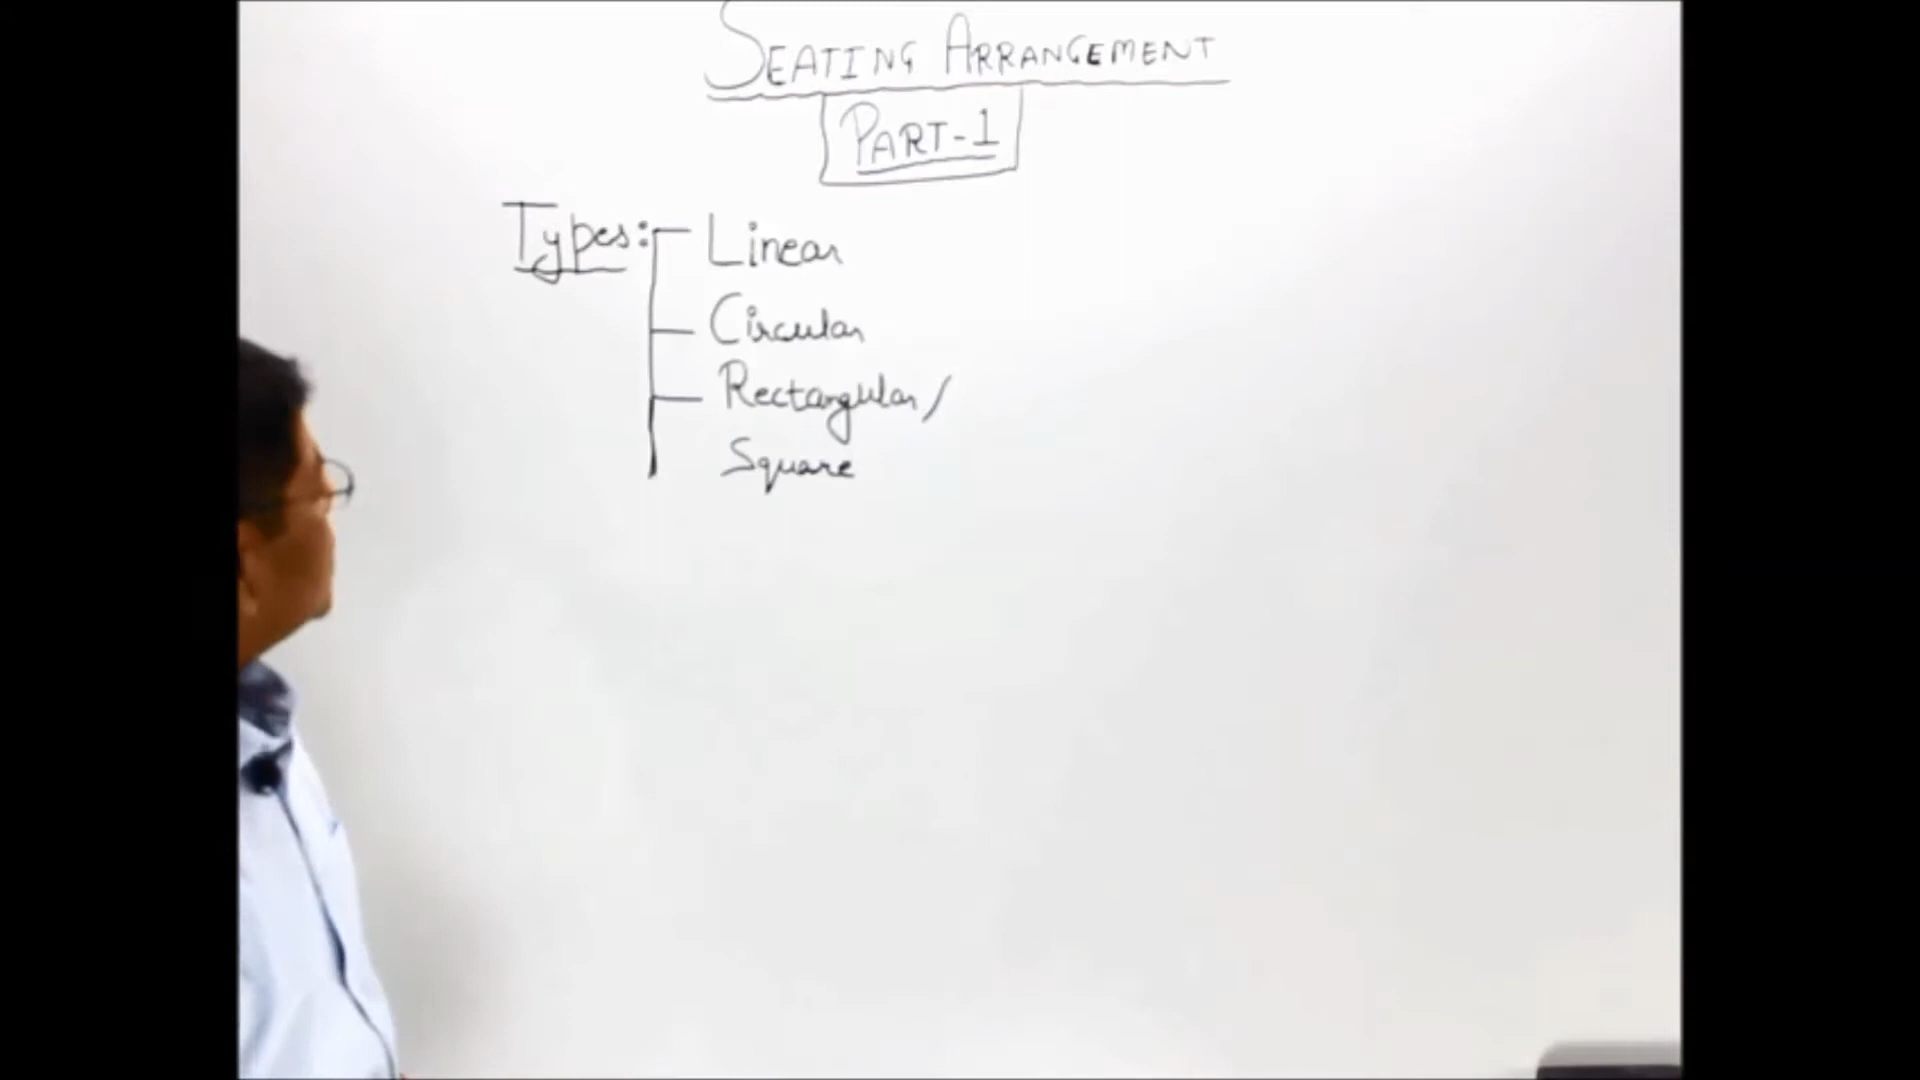 SEATING ARRANGEMENT
PART-1
Types: Linear
Circular
Rectangular/
Square